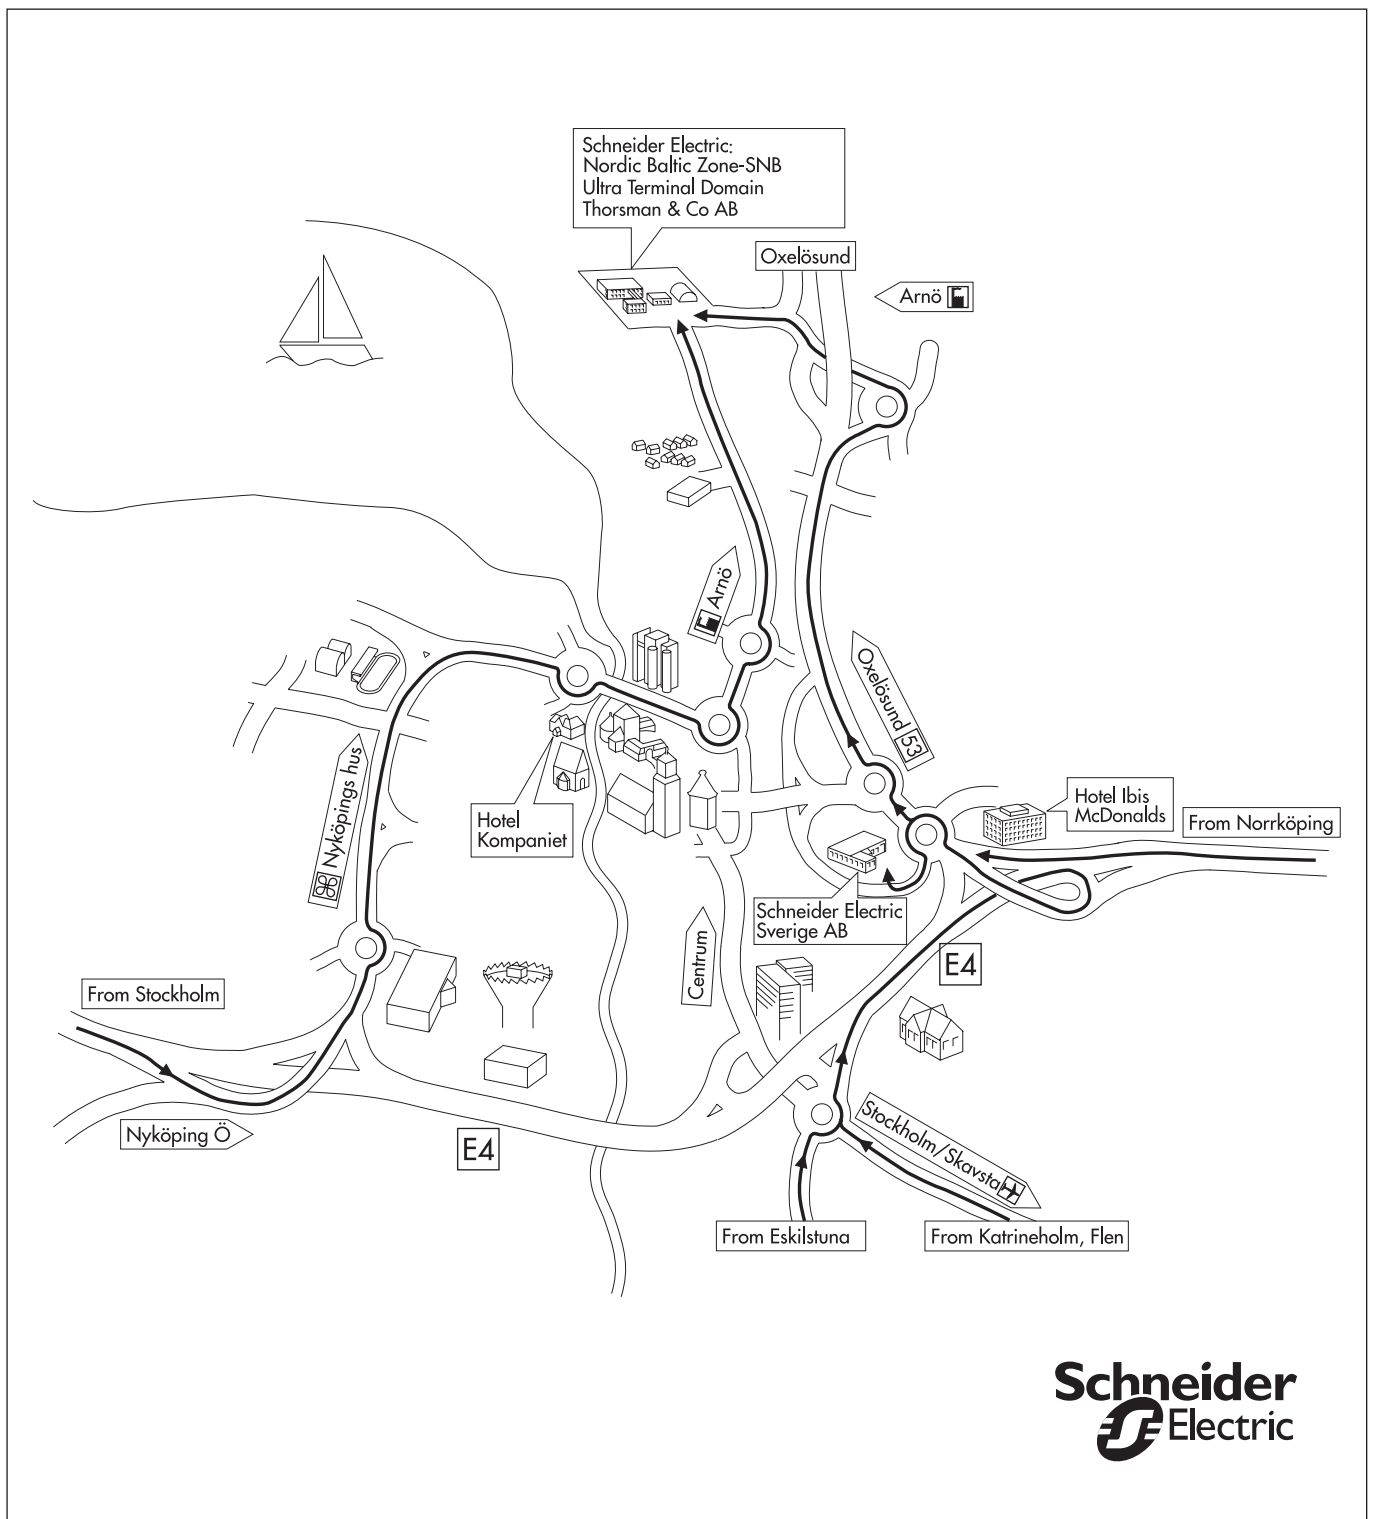 Schneider Electric:
Nordic Baltic Zone-SNB
Ultra Terminal Domain
Thorsman & Co AB
Oxelösund
Arnö
Arnö
Oxelösund 53
Nyköpings hus
Hotel
Kompaniet
Hotel Ibis
McDonalds
From Norrköping
Schneider Electric
Sverige AB
Centrum
E4
From Stockholm
Nyköping Ö
E4
Stockholm/Skavsta
From Eskilstuna
From Katrineholm, Flen
Schneider
Electric